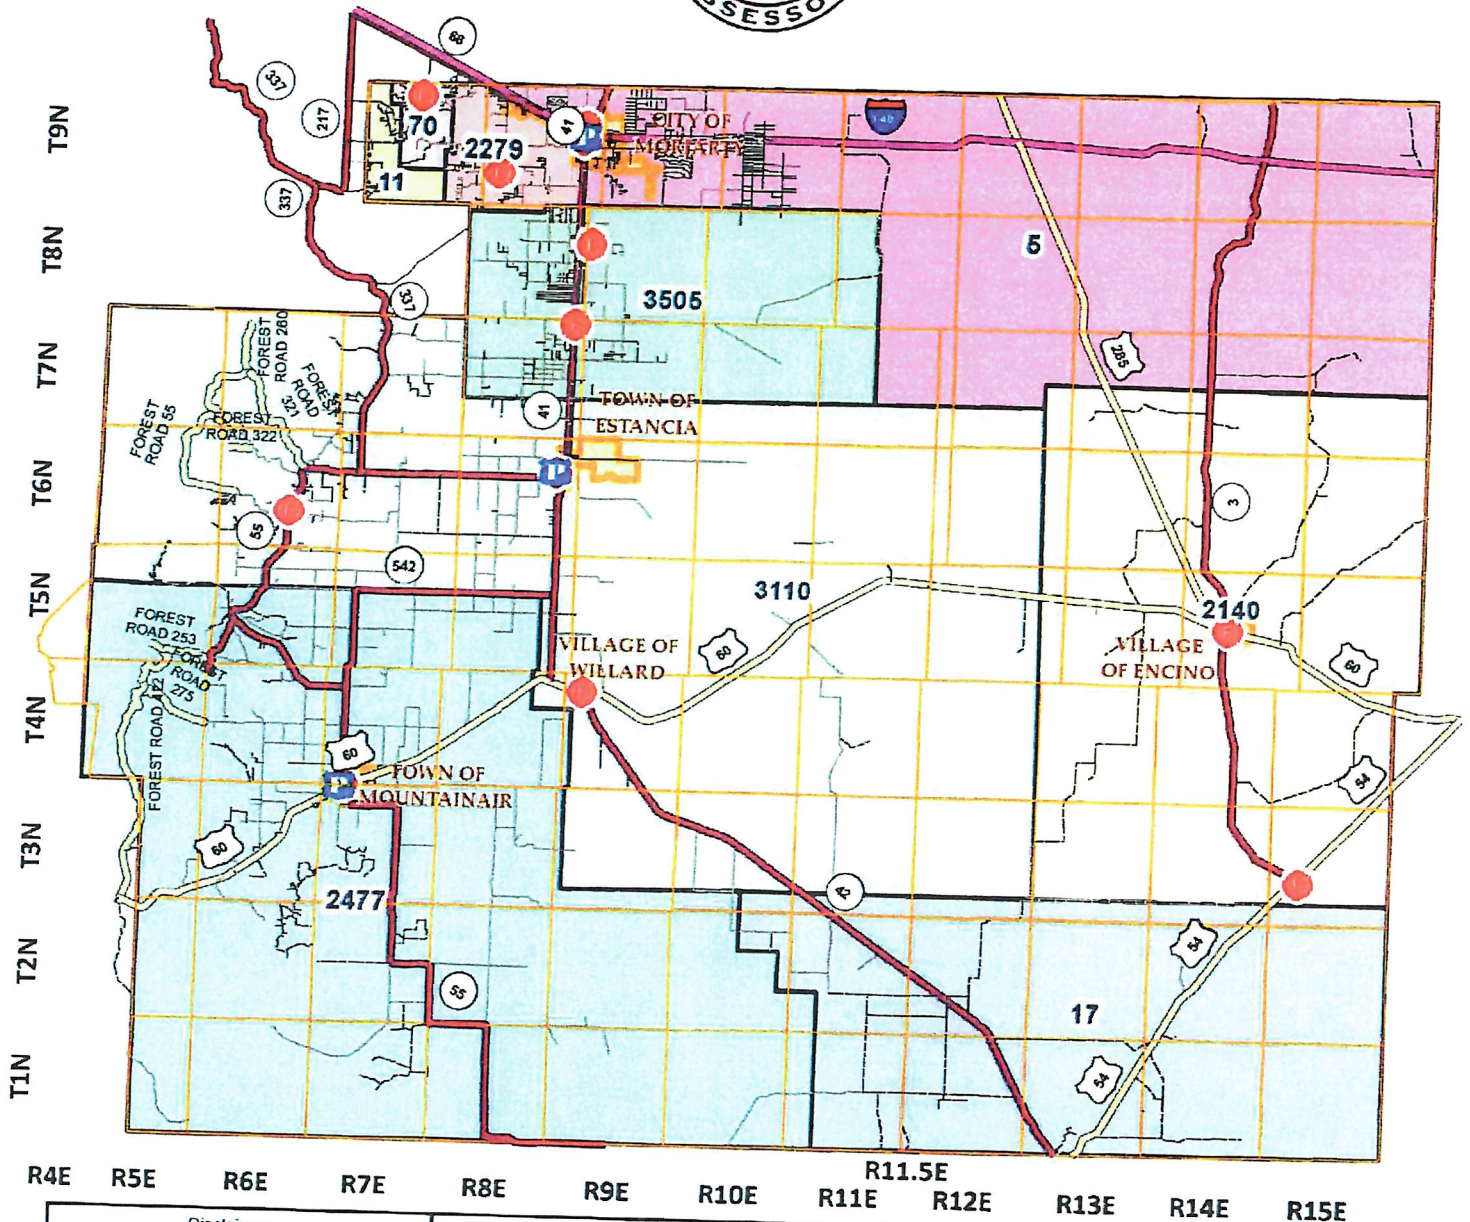 SSESSO
T9N
T8N
T7N
T6N
T5N
T4N
T3N
T2N
T1N
66
337
217
337
337
70
2279
11
41
CITY OF
MORIARTY
I-40
5
3505
285
FOREST
ROAD 260
FOREST
ROAD
321
FOREST
ROAD 55
FOREST
ROAD 322
41
TOWN OF
ESTANCIA
3
55
542
3110
2140
FOREST
ROAD 253
FOREST
ROAD
275
FOREST ROAD 422
VILLAGE OF
WILLARD
60
VILLAGE
OF ENCINO
60
60
TOWN OF
MOUNTAINAIR
54
60
2477
54
55
17
54
R4E
R5E
R6E
R7E
R8E
R9E
R10E
R11E
R11.5E
R12E
R13E
R14E
R15E